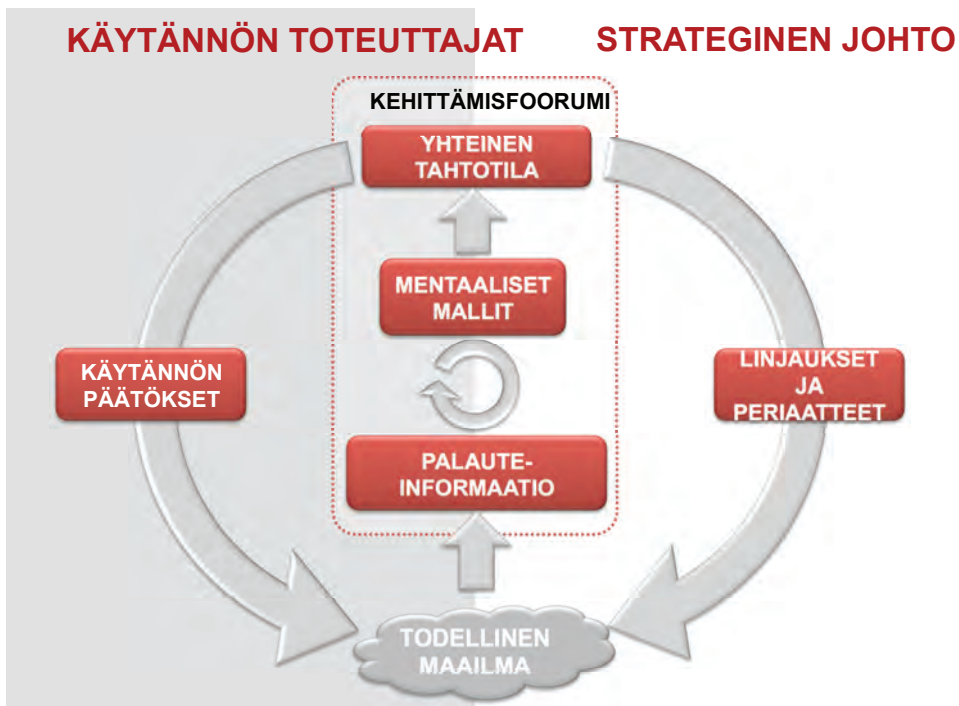 KÄYTÄNNÖN TOTEUTTAJAT
STRATEGINEN JOHTO
KEHITTÄMISFOORUMI
YHTEINEN
TAHTOTILA
MENTAALISET
MALLIT
KÄYTÄNNÖN
PÄÄTÖKSET
LINJAUKSET
JA
PERIAATTEET
PALAUTE-
INFORMAATIO
TODELLINEN
MAAILMA